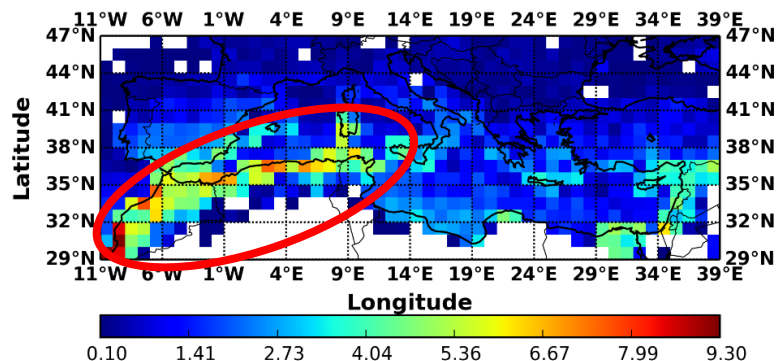 11°W 6°W 1°W 4°E 9°E 14°E 19°E 24°E 29°E 34°E 39°E
47°N 47°N
44°N 44°N
41°N 41°N
38°N 38°N
35°N 35°N
32°N 32°N
29°N 29°N
Latitude
11°W 6°W 1°W 4°E 9°E 14°E 19°E 24°E 29°E 34°E 39°E
Longitude
0.10 1.41 2.73 4.04 5.36 6.67 7.99 9.30